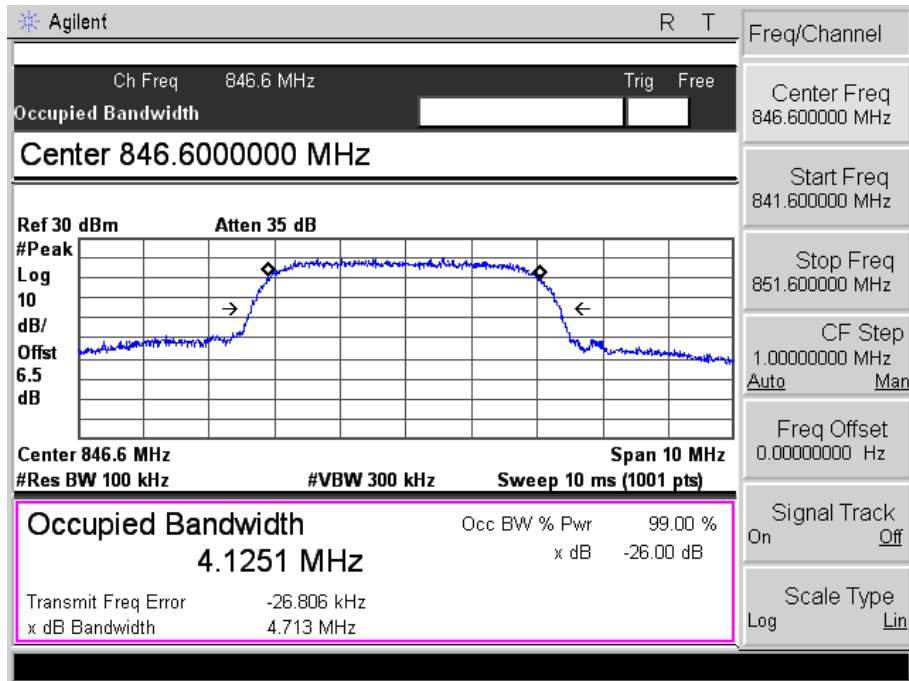 Agilent R T
Ch Freq 846.6 MHz Trig Free
Occupied Bandwidth
Center 846.6000000 MHz
Ref 30 dBm Atten 35 dB
#Peak
Log
10
dB/
Offst
6.5
dB
Center 846.6 MHz Span 10 MHz
#Res BW 100 kHz #VBW 300 kHz Sweep 10 ms (1001 pts)
Occupied Bandwidth Occ BW % Pwr 99.00 %
4.1251 MHz x dB -26.00 dB
Transmit Freq Error -26.806 kHz
x dB Bandwidth 4.713 MHz
Freq/Channel
Center Freq
846.600000 MHz
Start Freq
841.600000 MHz
Stop Freq
851.600000 MHz
CF Step
1.00000000 MHz
Auto Man
Freq Offset
0.00000000 Hz
Signal Track
On Off
Scale Type
Log Lin